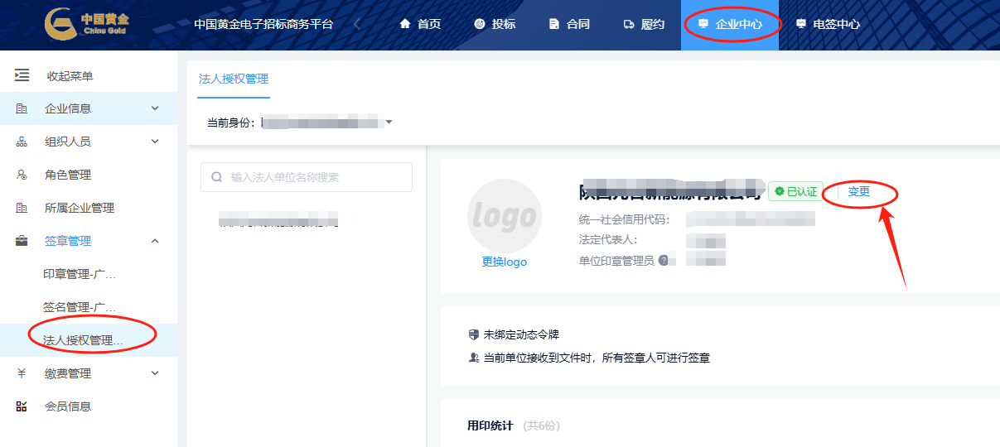 中国黄金
China Gold
中国黄金电子招标商务平台
首页
投标
合同
履约
企业中心
电签中心
收起菜单
企业信息
组织人员
角色管理
所属企业管理
签章管理
印章管理-广...
签名管理-广...
法人授权管理...
缴费管理
会员信息
法人授权管理
当前身份：
输入法人单位名称搜索
logo
更换logo
已认证
变更
统一社会信用代码：
法定代表人：
单位印章管理员
未绑定动态令牌
当前单位接收到文件时，所有签章人可进行签章
用印统计 (共6份)